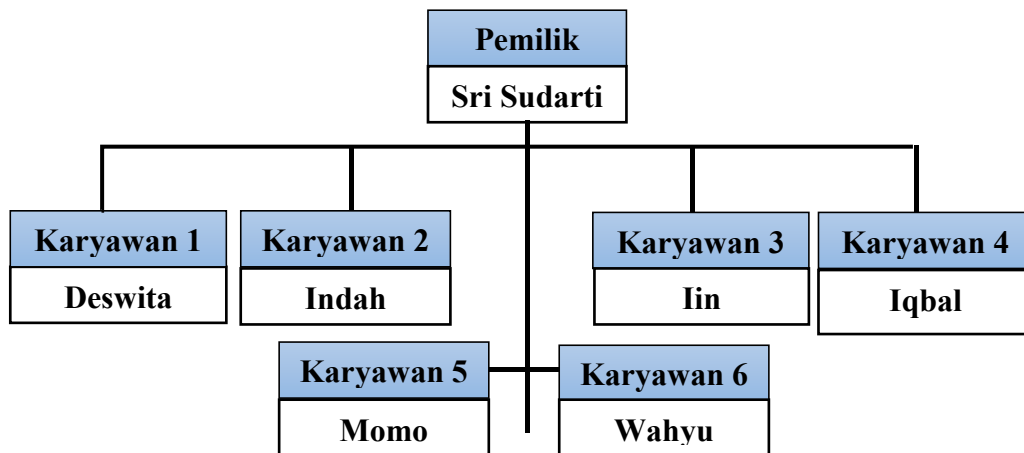 Pemilik
Sri Sudarti
Karyawan 1
Deswita
Karyawan 2
Indah
Karyawan 3
Iin
Karyawan 4
Iqbal
Karyawan 5
Momo
Karyawan 6
Wahyu